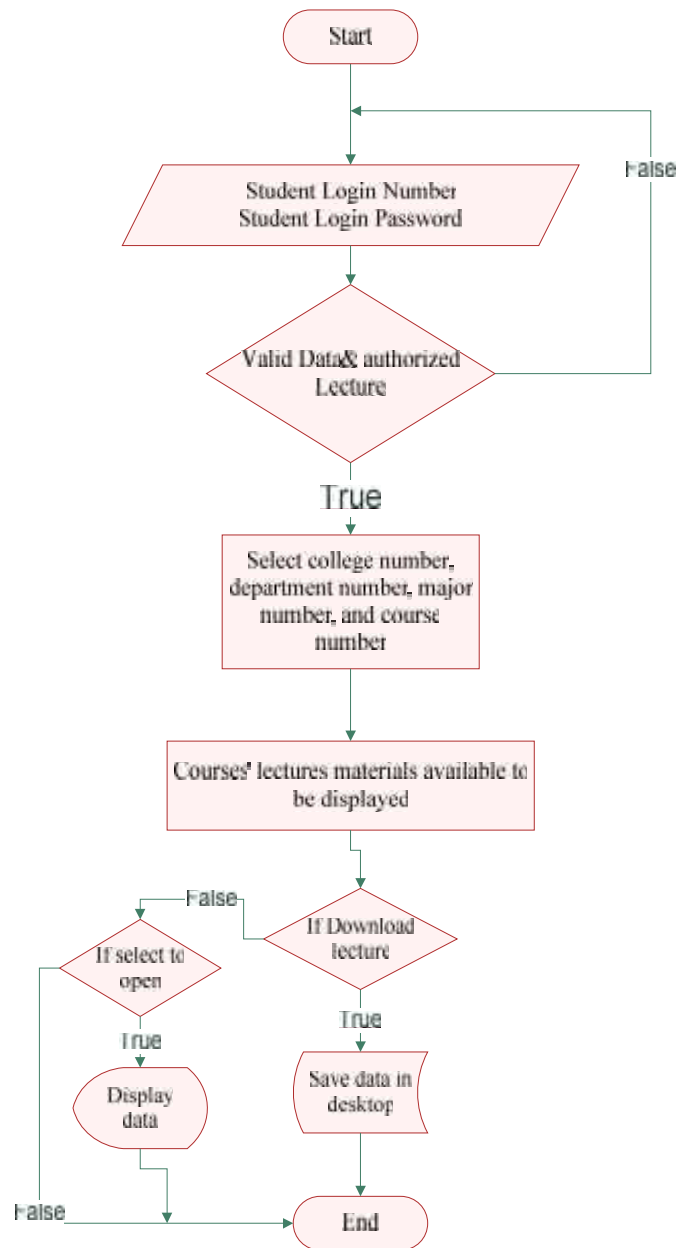 Start
False
Student Login Number
Student Login Password
Valid Data& authorized
Lecture
True
Select college number,
department number, major
number, and course
number
Courses' lectures materials available to
be displayed
False
If Download
lecture
If select to
open
True
True
Save data in
desktop
Display
data
False
End